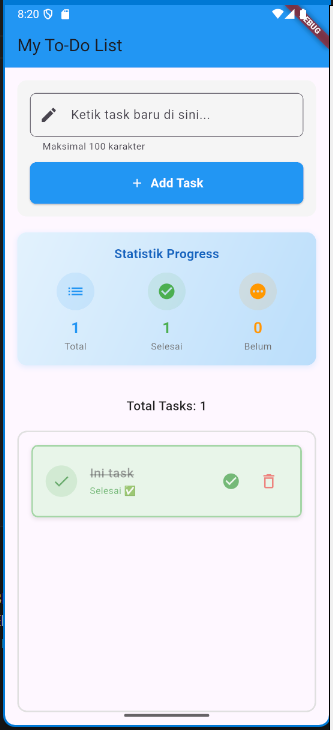 8:20
DEBUG
My To-Do List
Ketik task baru di sini...
Maksimal 100 karakter
+ Add Task
Statistik Progress
1 1 0
Total Selesai Belum
Total Tasks: 1
Ini task
Selesai ✅